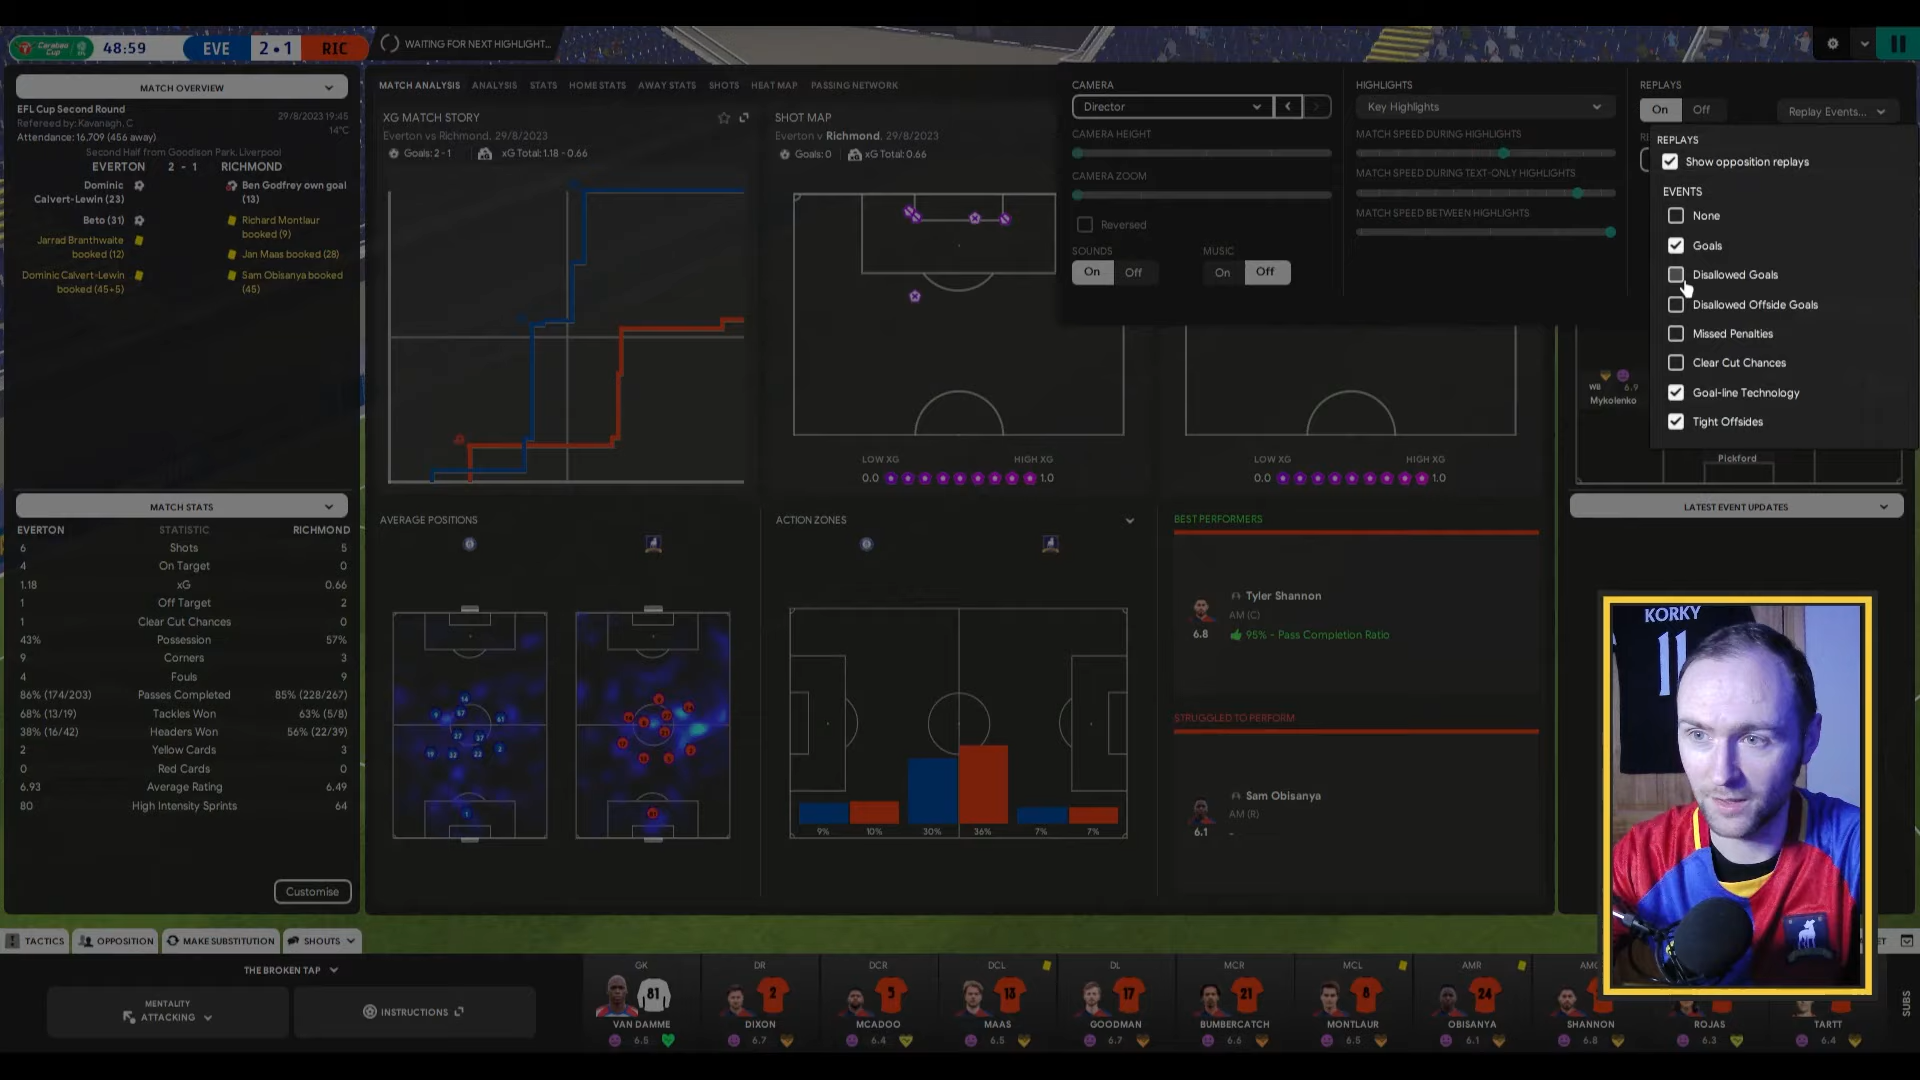 Carabao Cup EFL 48:59 EVE 2 • 1 RIC WAITING FOR NEXT HIGHLIGHT...
MATCH OVERVIEW
EFL Cup Second Round
Refereed by: Kavanagh, C
Attendance: 16,709 (456 away)
29/8/2023 19:45
14°C
Second Half from Goodison Park, Liverpool
EVERTON 2 - 1 RICHMOND
Dominic Calvert-Lewin (23)
Ben Godfrey own goal (13)
Beto (31)
Richard Montlaur booked (9)
Jarrad Branthwaite booked (12)
Jan Maas booked (28)
Dominic Calvert-Lewin booked (45+5)
Sam Obisanya booked (45)
MATCH STATS
EVERTON STATISTIC RICHMOND
6 Shots 5
4 On Target 0
1.18 xG 0.66
1 Off Target 2
1 Clear Cut Chances 0
43% Possession 57%
9 Corners 3
4 Fouls 9
86% (174/203) Passes Completed 85% (228/267)
68% (13/19) Tackles Won 63% (5/8)
38% (16/42) Headers Won 56% (22/39)
2 Yellow Cards 3
0 Red Cards 0
6.93 Average Rating 6.49
80 High Intensity Sprints 64
Customise
MATCH ANALYSIS ANALYSIS STATS HOME STATS AWAY STATS SHOTS HEAT MAP PASSING NETWORK
XG MATCH STORY
Everton vs Richmond, 29/8/2023
Goals: 2 - 1 xG Total: 1.18 - 0.66
SHOT MAP
Everton v Richmond, 29/8/2023
Goals: 0 xG Total: 0.66
LOW XG HIGH XG
0.0 1.0
LOW XG HIGH XG
0.0 1.0
AVERAGE POSITIONS
ACTION ZONES
9% 10% 30% 36% 7% 7%
BEST PERFORMERS
Tyler Shannon
AM (C)
6.8 95% - Pass Completion Ratio
STRUGGLED TO PERFORM
Sam Obisanya
AM (R)
6.1 -
CAMERA
Director
CAMERA HEIGHT
CAMERA ZOOM
Reversed
SOUNDS MUSIC
On Off On Off
HIGHLIGHTS
Key Highlights
MATCH SPEED DURING HIGHLIGHTS
MATCH SPEED DURING TEXT-ONLY HIGHLIGHTS
MATCH SPEED BETWEEN HIGHLIGHTS
REPLAYS
On Off Replay Events...
REPLAYS
Show opposition replays
EVENTS
None
Goals
Disallowed Goals
Disallowed Offside Goals
Missed Penalties
Clear Cut Chances
Goal-line Technology
Tight Offsides
WB 6.9
Mykolenko
Pickford
LATEST EVENT UPDATES
KORKY
11
TACTICS OPPOSITION MAKE SUBSTITUTION SHOUTS
THE BROKEN TAP
MENTALITY
ATTACKING
INSTRUCTIONS
GK DR DCR DCL DL MCR MCL AMR
81 2 5 13 17 21 8 24
VAN DAMME DIXON MCADOO MAAS GOODMAN BUMBERCATCH MONTLAUR OBISANYA SHANNON ROJAS TARTT
6.5 6.7 6.4 6.5 6.7 6.6 6.5 6.1 6.8 6.3 6.4
SUBS